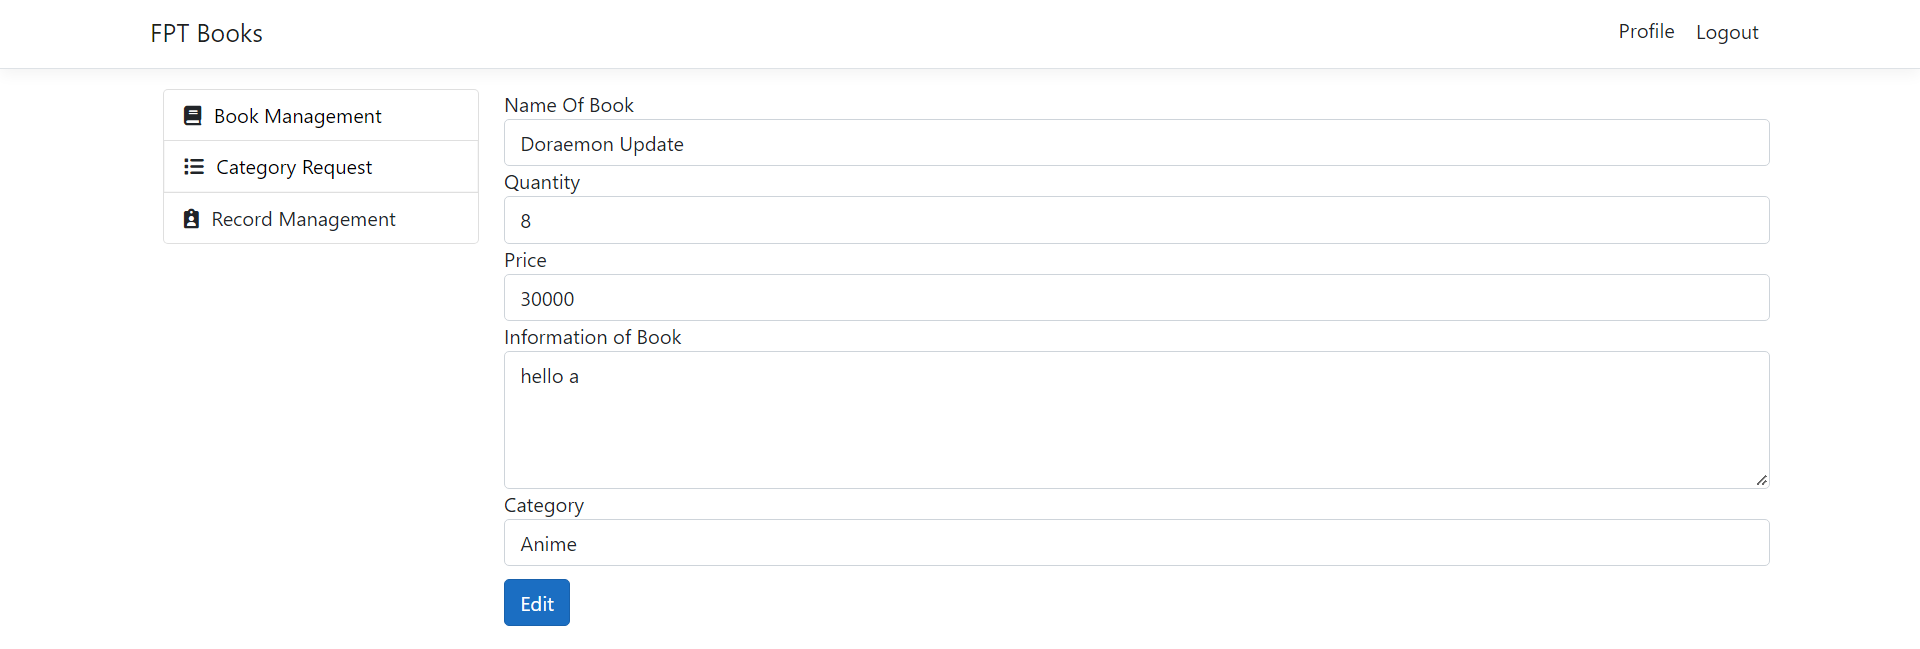 FPT Books
Profile
Logout
Book Management
Category Request
Record Management
Name Of Book
Doraemon Update
Quantity
8
Price
30000
Information of Book
hello a
Category
Anime
Edit